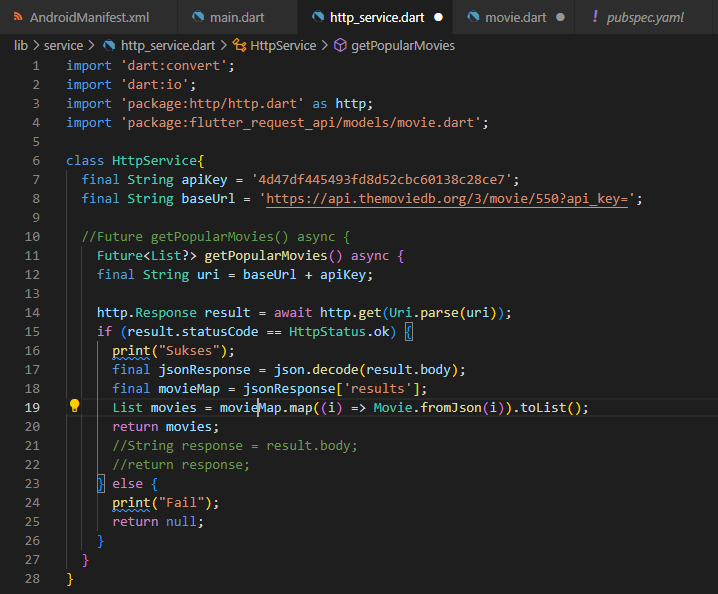 AndroidManifest.xml main.dart http_service.dart movie.dart ! pubspec.yaml
lib > service > http_service.dart > HttpService > getPopularMovies
1 import 'dart:convert';
2 import 'dart:io';
3 import 'package:http/http.dart' as http;
4 import 'package:flutter_request_api/models/movie.dart';
5
6 class HttpService{
7 final String apiKey = '4d47df445493fd8d52cbc60138c28ce7';
8 final String baseUrl = 'https://api.themoviedb.org/3/movie/550?api_key=';
9
10 //Future getPopularMovies() async {
11 Future<List?> getPopularMovies() async {
12 final String uri = baseUrl + apiKey;
13
14 http.Response result = await http.get(Uri.parse(uri));
15 if (result.statusCode == HttpStatus.ok) {
16 print("Sukses");
17 final jsonResponse = json.decode(result.body);
18 final movieMap = jsonResponse['results'];
19 List movies = movieMap.map((i) => Movie.fromJson(i)).toList();
20 return movies;
21 //String response = result.body;
22 //return response;
23 } else {
24 print("Fail");
25 return null;
26 }
27 }
28 }